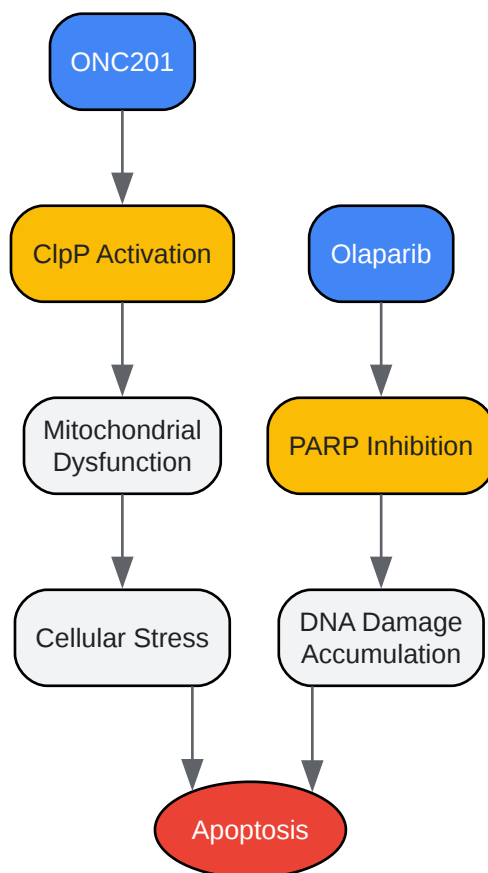 ONC201
ClpP Activation
Olaparib
Mitochondrial
Dysfunction
PARP Inhibition
Cellular Stress
DNA Damage
Accumulation
Apoptosis